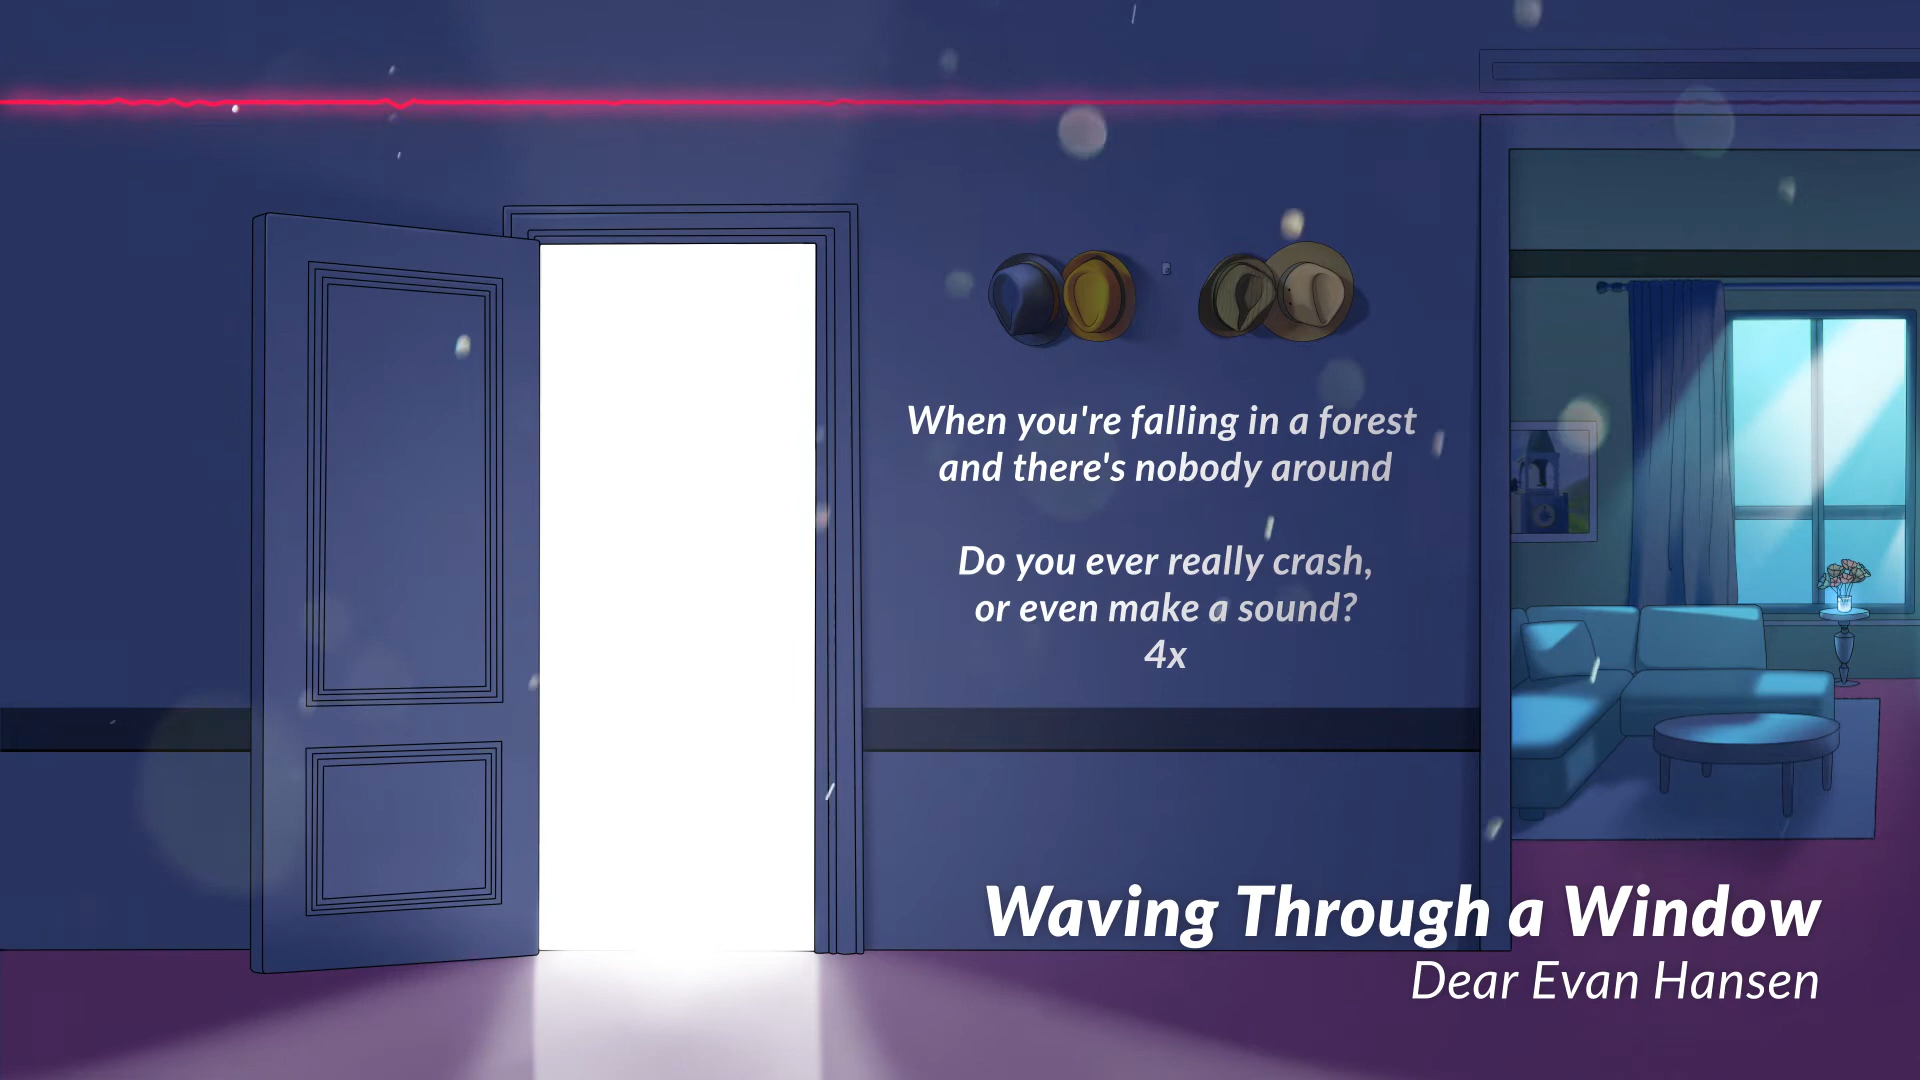 When you're falling in a forest
and there's nobody around
Do you ever really crash,
or even make a sound?
4x
Waving Through a Window
Dear Evan Hansen